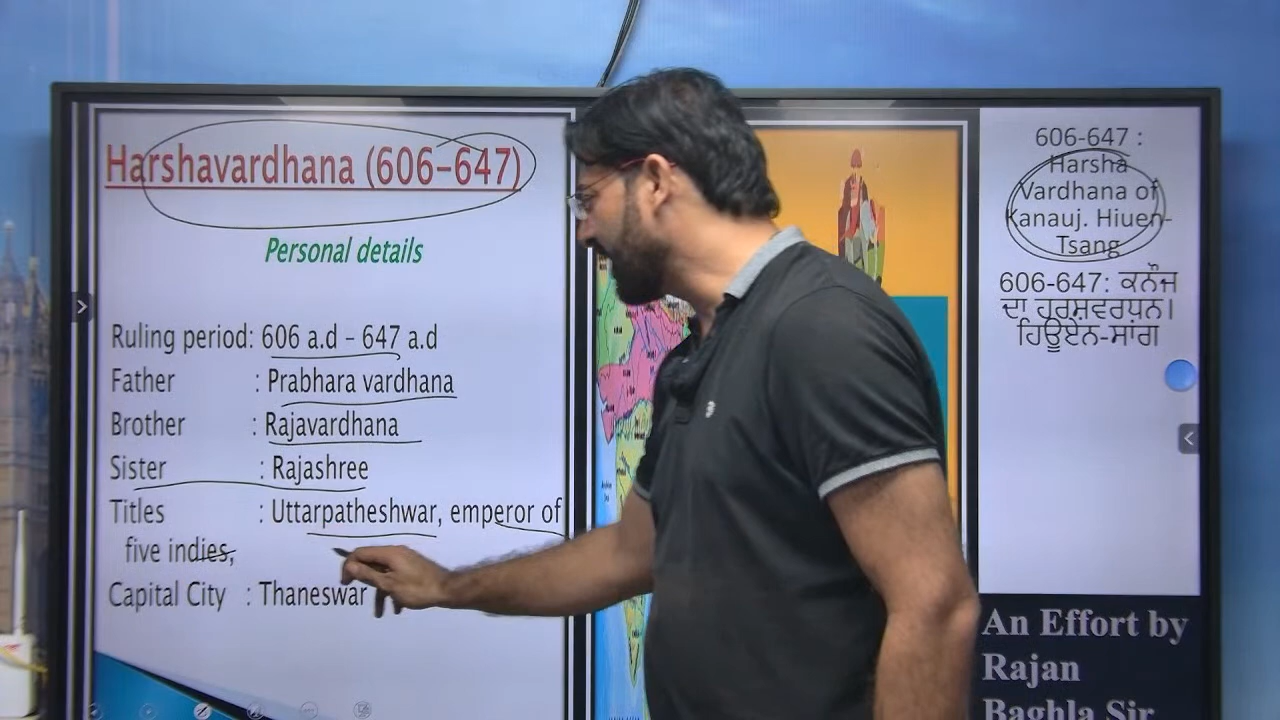 Harshavardhana (606-647)
Personal details
Ruling period: 606 a.d – 647 a.d
Father : Prabhara vardhana
Brother : Rajavardhana
Sister : Rajashree
Titles : Uttarpatheshwar, emperor of
five indies,
Capital City : Thaneswar
606-647 :
Harsha
Vardhana of
Kanauj. Hiuen-
Tsang
606-647: ਕਨੌਜ
ਦਾ ਹਰਸ਼ਵਰਧਨ।
ਹਿਊਏਨ-ਸਾਂਗ
An Effort by
Rajan
Baghla Sir